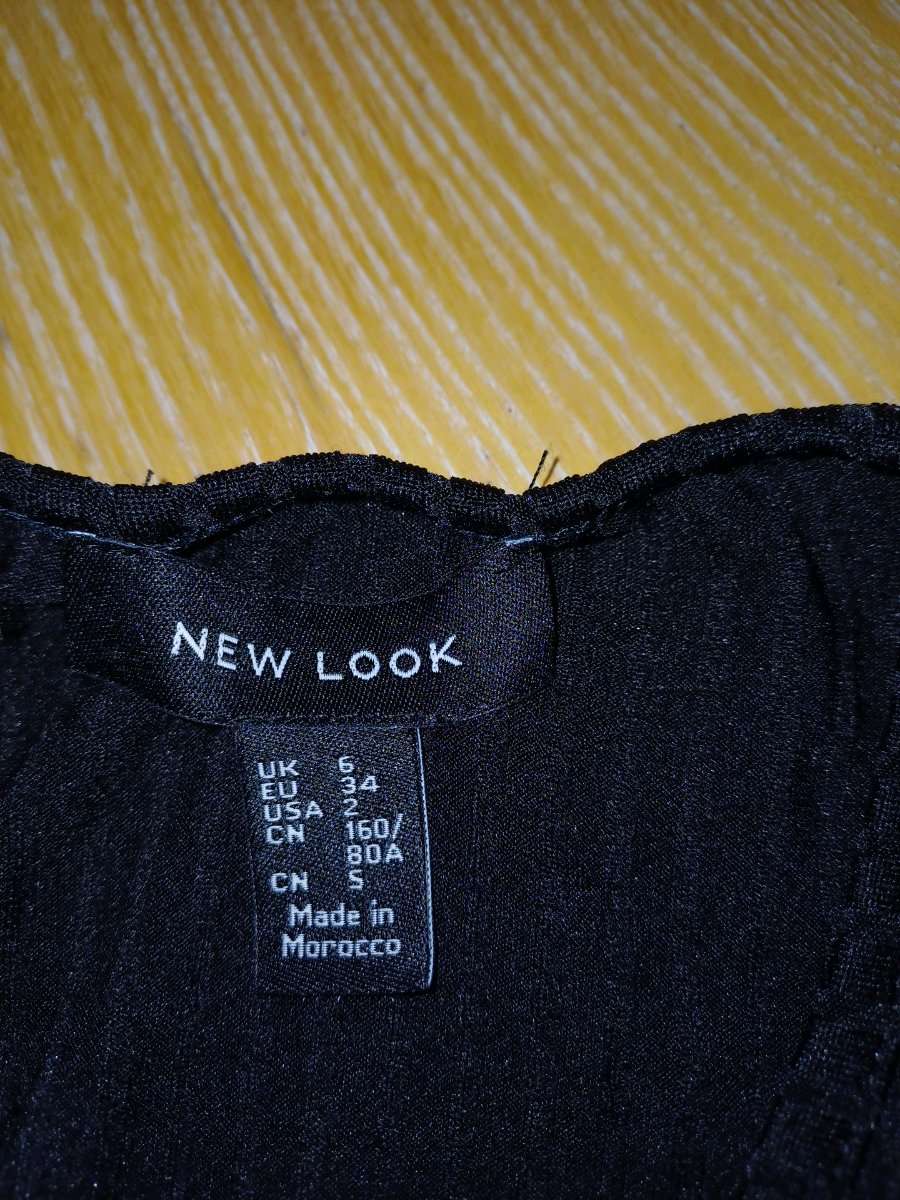 NEW LOOK
UK 6
EU 34
USA 2
CN 160/
80A
CN S
Made in
Morocco